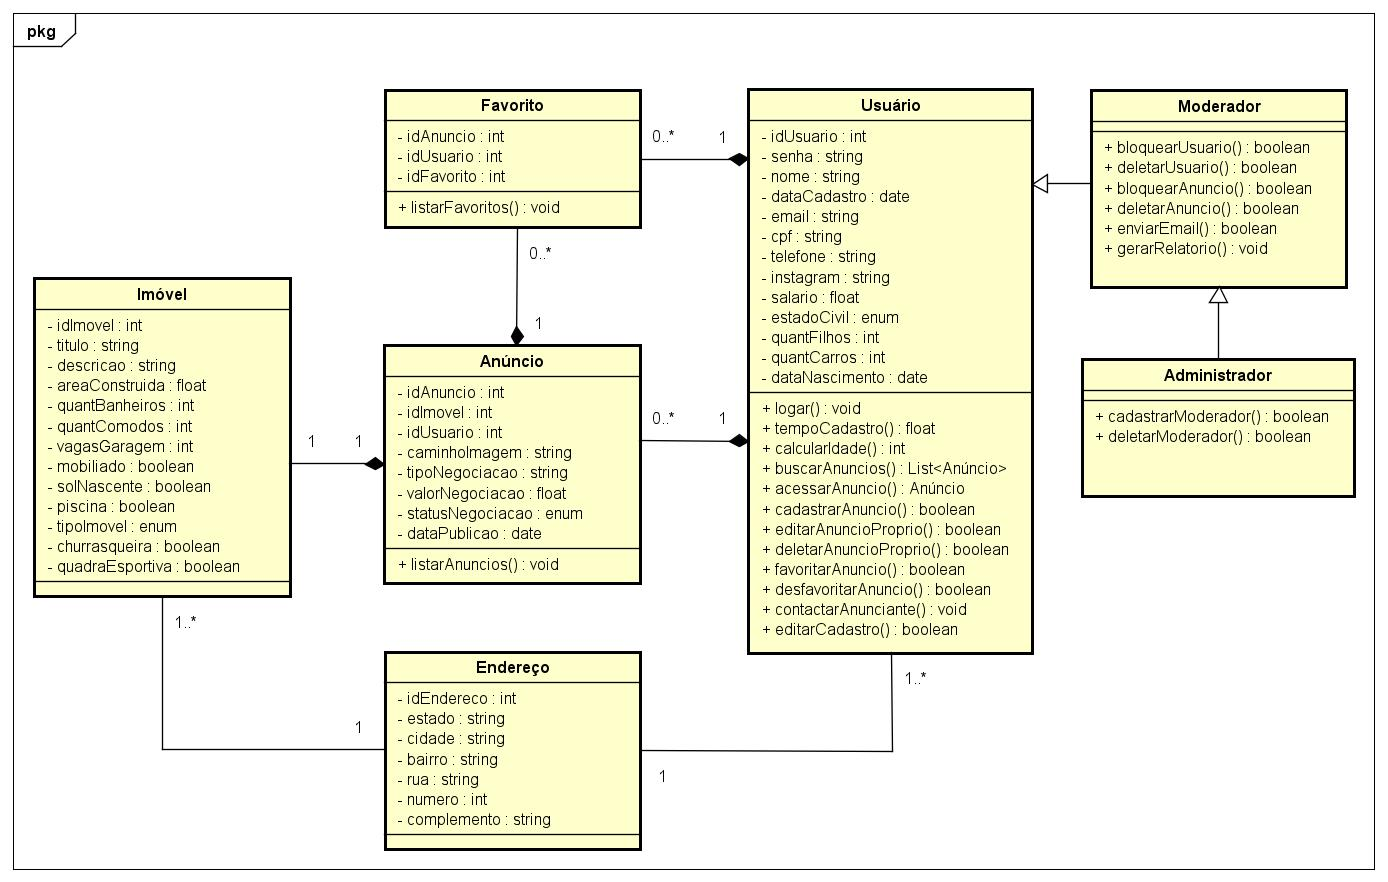 pkg
Favorito
- idAnuncio : int
- idUsuario : int
- idFavorito : int
+ listarFavoritos() : void
0..*
1
Usuário
- idUsuario : int
- senha : string
- nome : string
- dataCadastro : date
- email : string
- cpf : string
- telefone : string
- instagram : string
- salario : float
- estadoCivil : enum
- quantFilhos : int
- quantCarros : int
- dataNascimento : date
+ logar() : void
+ tempoCadastro() : float
+ calcularIdade() : int
+ buscarAnuncios() : List<Anúncio>
+ acessarAnuncio() : Anúncio
+ cadastrarAnuncio() : boolean
+ editarAnuncioProprio() : boolean
+ deletarAnuncioProprio() : boolean
+ favoritarAnuncio() : boolean
+ desfavoritarAnuncio() : boolean
+ contactarAnunciante() : void
+ editarCadastro() : boolean
Moderador
+ bloquearUsuario() : boolean
+ deletarUsuario() : boolean
+ bloquearAnuncio() : boolean
+ deletarAnuncio() : boolean
+ enviarEmail() : boolean
+ gerarRelatorio() : void
Administrador
+ cadastrarModerador() : boolean
+ deletarModerador() : boolean
0..*
1
Imóvel
- idImovel : int
- titulo : string
- descricao : string
- areaConstruida : float
- quantBanheiros : int
- quantComodos : int
- vagasGaragem : int
- mobiliado : boolean
- solNascente : boolean
- piscina : boolean
- tipoImovel : enum
- churrasqueira : boolean
- quadraEsportiva : boolean
1
1
Anúncio
- idAnuncio : int
- idImovel : int
- idUsuario : int
- caminhoImagem : string
- tipoNegociacao : string
- valorNegociacao : float
- statusNegociacao : enum
- dataPublicao : date
+ listarAnuncios() : void
0..*
1
1..*
1
Endereço
- idEndereco : int
- estado : string
- cidade : string
- bairro : string
- rua : string
- numero : int
- complemento : string
1..*
1